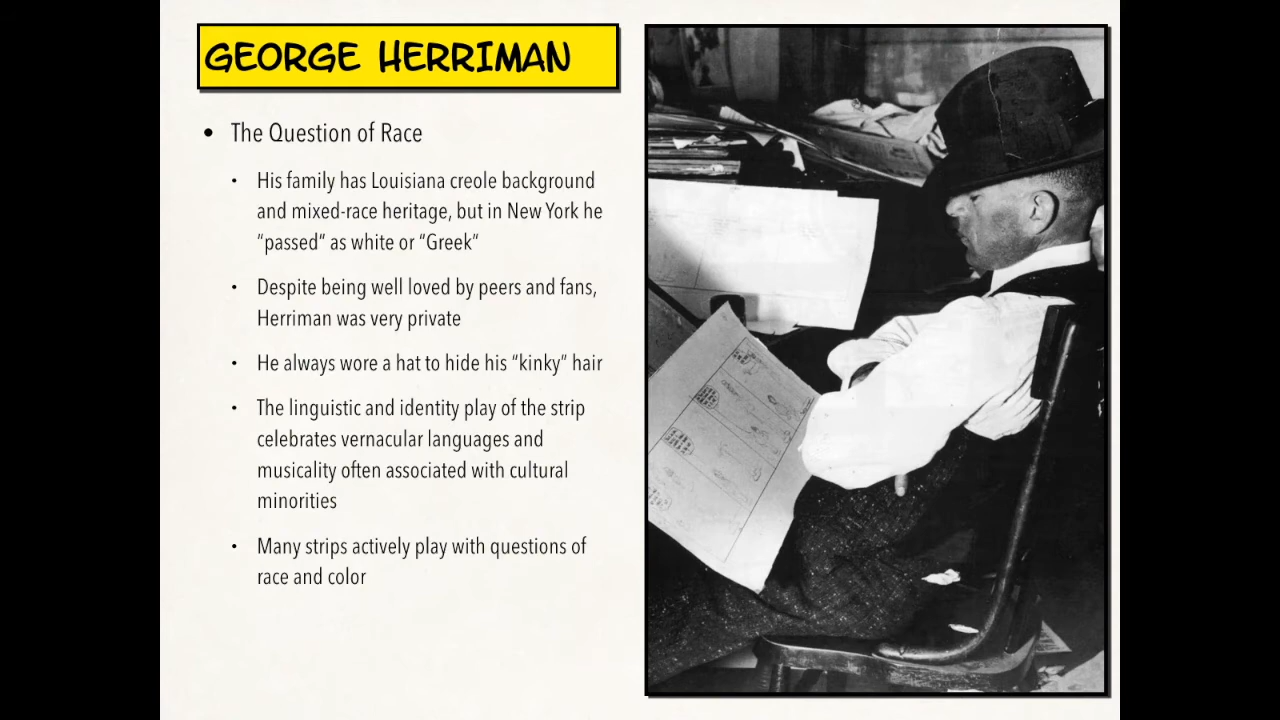 GEORGE HERRIMAN
• The Question of Race
• His family has Louisiana creole background
and mixed-race heritage, but in New York he
“passed” as white or “Greek”
• Despite being well loved by peers and fans,
Herriman was very private
• He always wore a hat to hide his “kinky” hair
• The linguistic and identity play of the strip
celebrates vernacular languages and
musicality often associated with cultural
minorities
• Many strips actively play with questions of
race and color